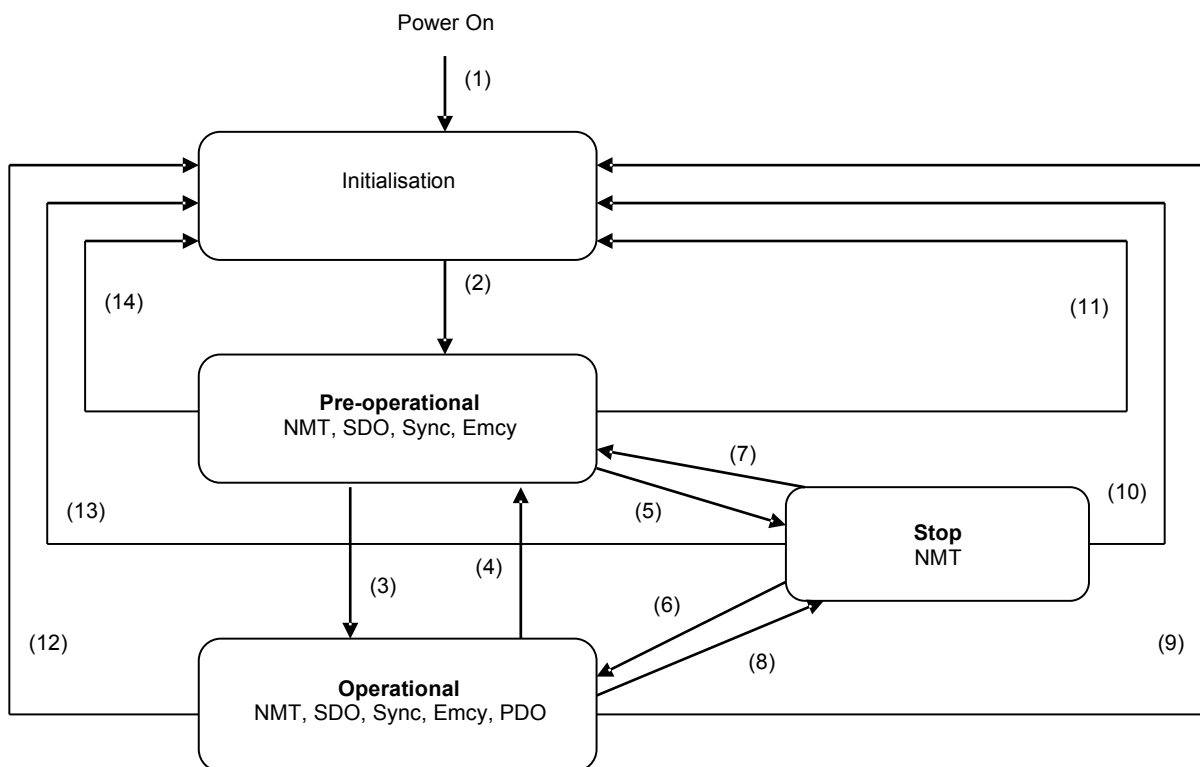 Power On
(1)
Initialisation
(2)
(14)
(11)
Pre-operational
NMT, SDO, Sync, Emcy
(7)
(5)
(10)
(13)
Stop
NMT
(4)
(3)
(6)
(12)
(9)
(8)
Operational
NMT, SDO, Sync, Emcy, PDO